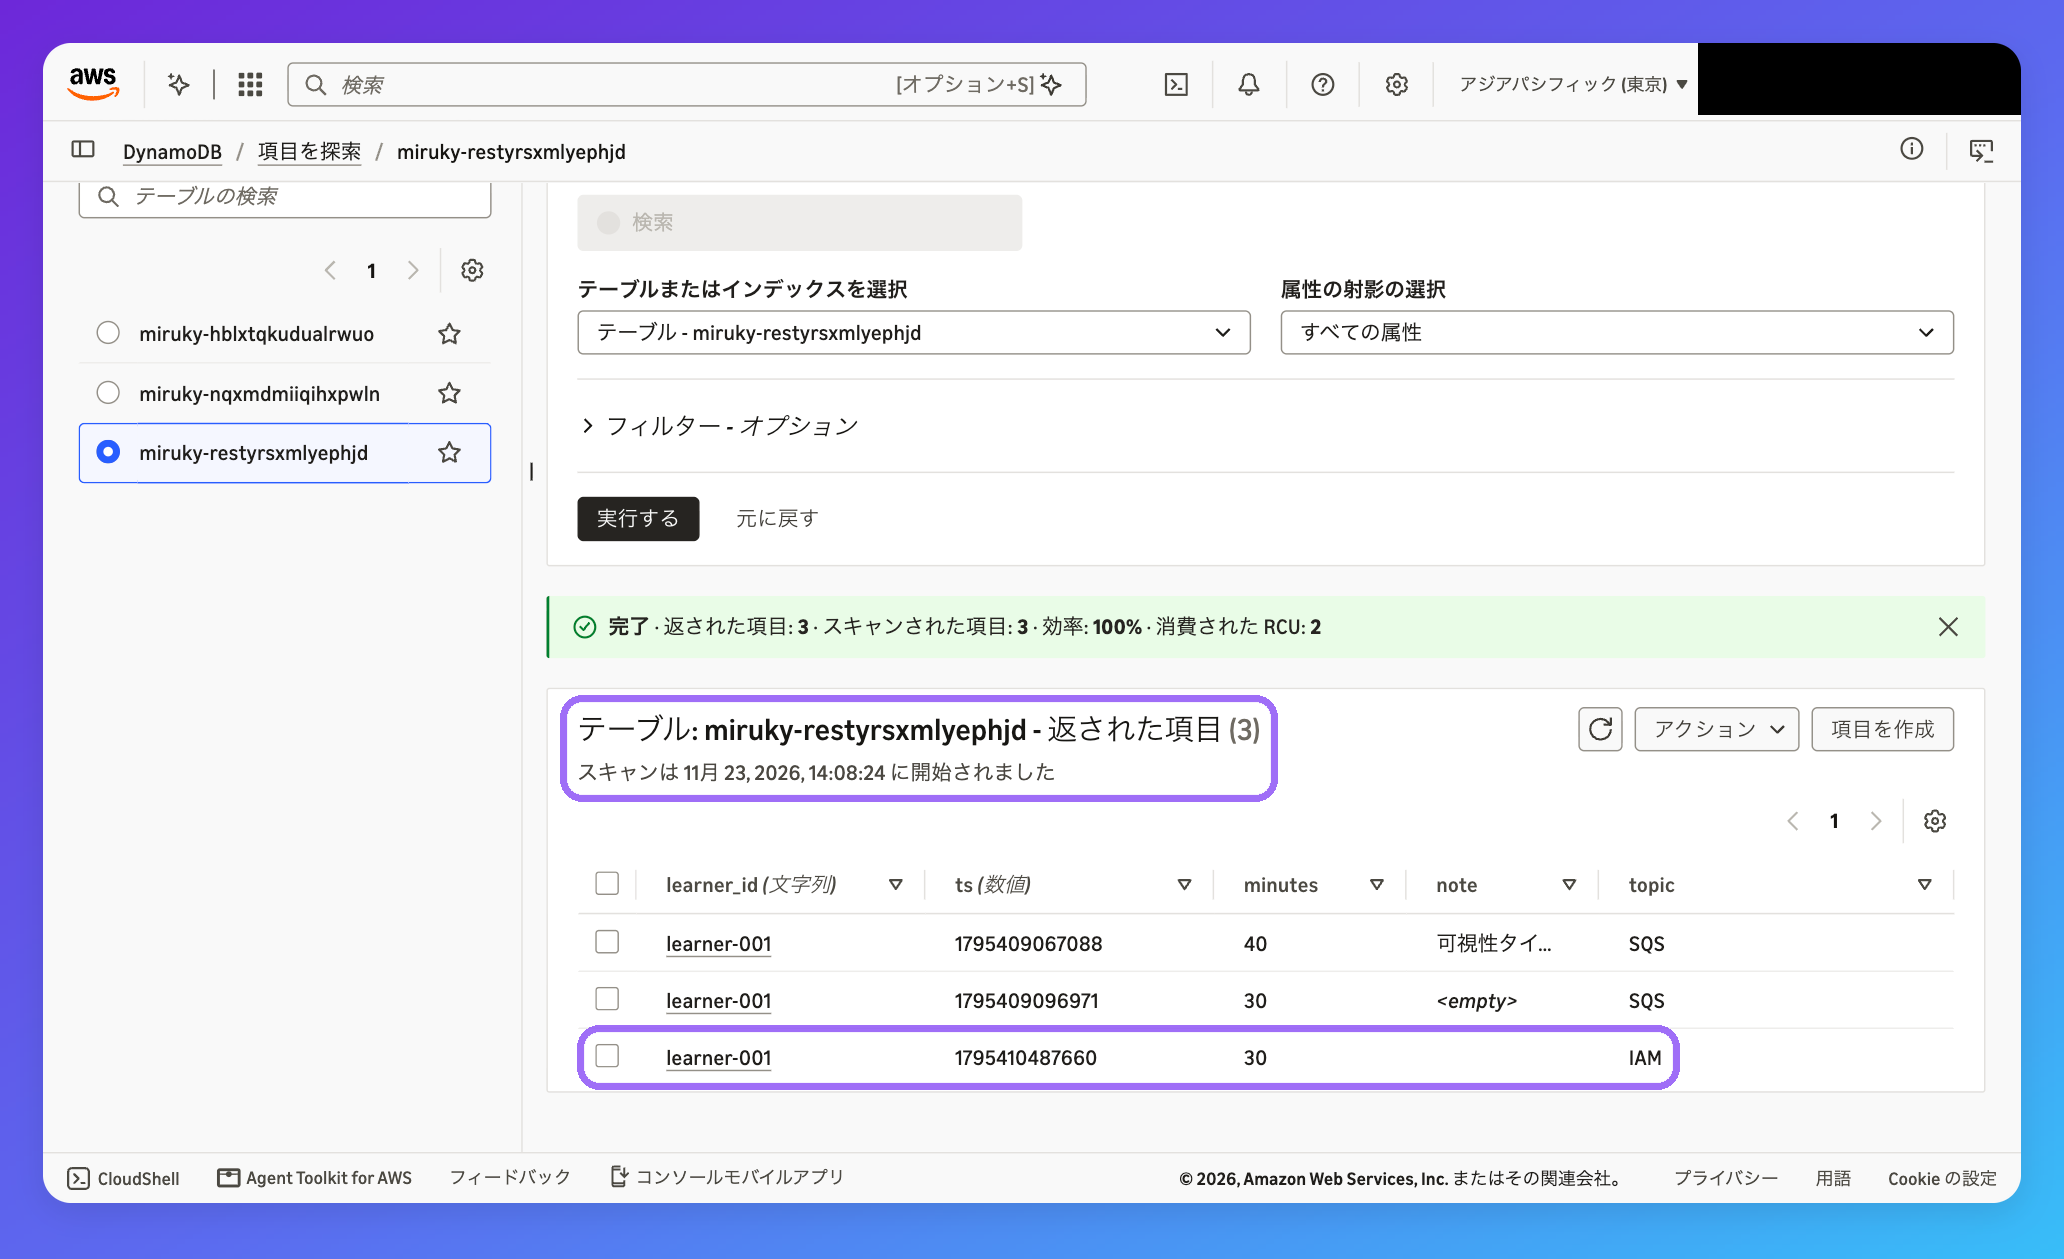 aws
検索 [オプション+S]
アジアパシフィック (東京)
DynamoDB / 項目を探索 / miruky-restyrsxmlyephjd
テーブルの検索
1
miruky-hblxtqkudualrwuo
miruky-nqxmdmiiqihxpwln
miruky-restyrsxmlyephjd
検索
テーブルまたはインデックスを選択
テーブル - miruky-restyrsxmlyephjd
属性の射影の選択
すべての属性
フィルター - オプション
実行する 元に戻す
完了 · 返された項目: 3 · スキャンされた項目: 3 · 効率: 100% · 消費された RCU: 2
テーブル: miruky-restyrsxmlyephjd - 返された項目 (3)
スキャンは 11月 23, 2026, 14:08:24 に開始されました
アクション 項目を作成
1
learner_id (文字列) ts (数値) minutes note topic
learner-001 1795409067088 40 可視性タイ... SQS
learner-001 1795409096971 30 <empty> SQS
learner-001 1795410487660 30 IAM
CloudShell Agent Toolkit for AWS フィードバック コンソールモバイルアプリ © 2026, Amazon Web Services, Inc. またはその関連会社。 プライバシー 用語 Cookie の設定